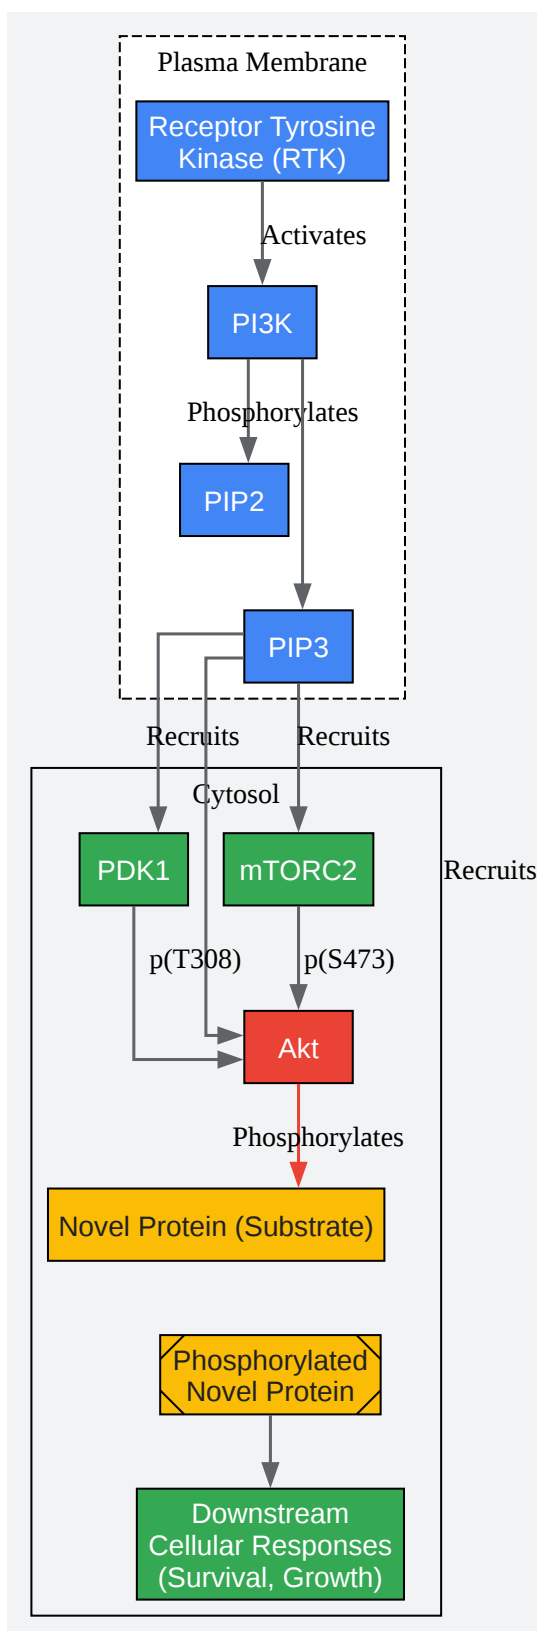 Plasma Membrane
Receptor Tyrosine
Kinase (RTK)
Activates
PI3K
Phosphorylates
PIP2
PIP3
Recruits
Recruits
Cytosol
PDK1
mTORC2
Recruits
p(T308)
p(S473)
Akt
Phosphorylates
Novel Protein (Substrate)
Phosphorylated
Novel Protein
Downstream
Cellular Responses
(Survival, Growth)